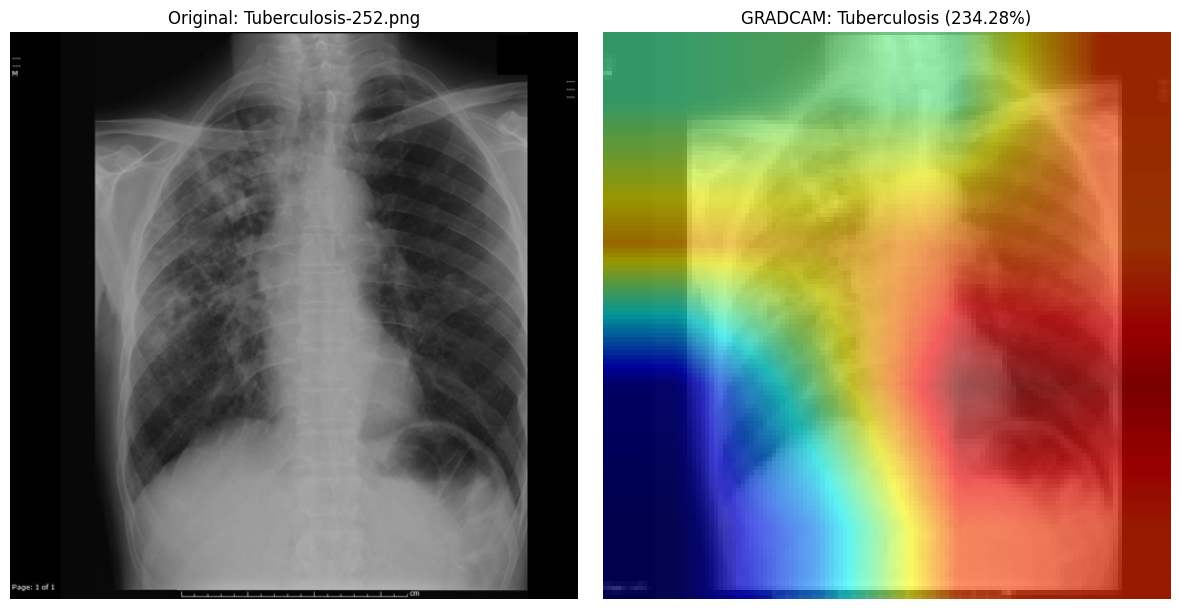 Original: Tuberculosis-252.png
GRADCAM: Tuberculosis (234.28%)
M
Page: 1 of 1
cm